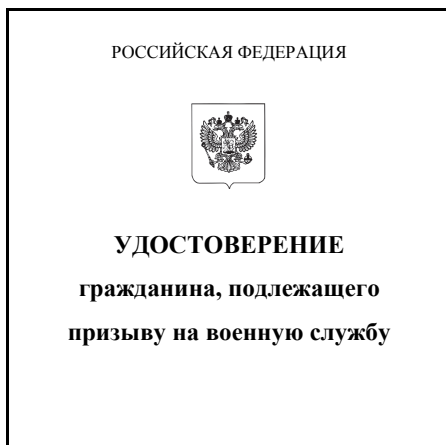 РОССИЙСКАЯ ФЕДЕРАЦИЯ
УДОСТОВЕРЕНИЕ
гражданина, подлежащего
призыву на военную службу